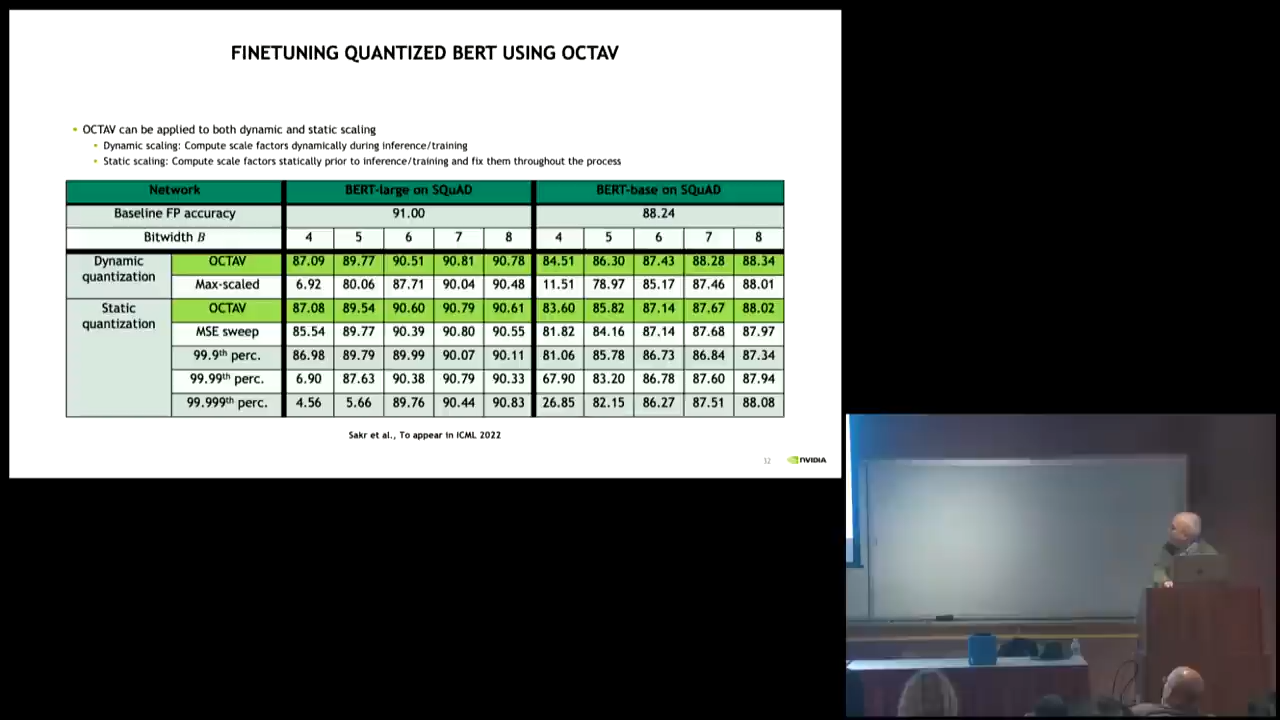 FINETUNING QUANTIZED BERT USING OCTAV
• OCTAV can be applied to both dynamic and static scaling
• Dynamic scaling: Compute scale factors dynamically during inference/training
• Static scaling: Compute scale factors statically prior to inference/training and fix them throughout the process
Network BERT-large on SQuAD BERT-base on SQuAD
Baseline FP accuracy 91.00 88.24
Bitwidth B 4 5 6 7 8 4 5 6 7 8
Dynamic quantization OCTAV 87.09 89.77 90.51 90.81 90.78 84.51 86.30 87.43 88.28 88.34
Max-scaled 6.92 80.06 87.71 90.04 90.48 11.51 78.97 85.17 87.46 88.01
Static quantization OCTAV 87.08 89.54 90.60 90.79 90.61 83.60 85.82 87.14 87.67 88.02
MSE sweep 85.54 89.77 90.39 90.80 90.55 81.82 84.16 87.14 87.68 87.97
99.9th perc. 86.98 89.79 89.99 90.07 90.11 81.06 85.78 86.73 86.84 87.34
99.99th perc. 6.90 87.63 90.38 90.79 90.33 67.90 83.20 86.78 87.60 87.94
99.999th perc. 4.56 5.66 89.76 90.44 90.83 26.85 82.15 86.27 87.51 88.08
Sakr et al., To appear in ICML 2022
32 NVIDIA